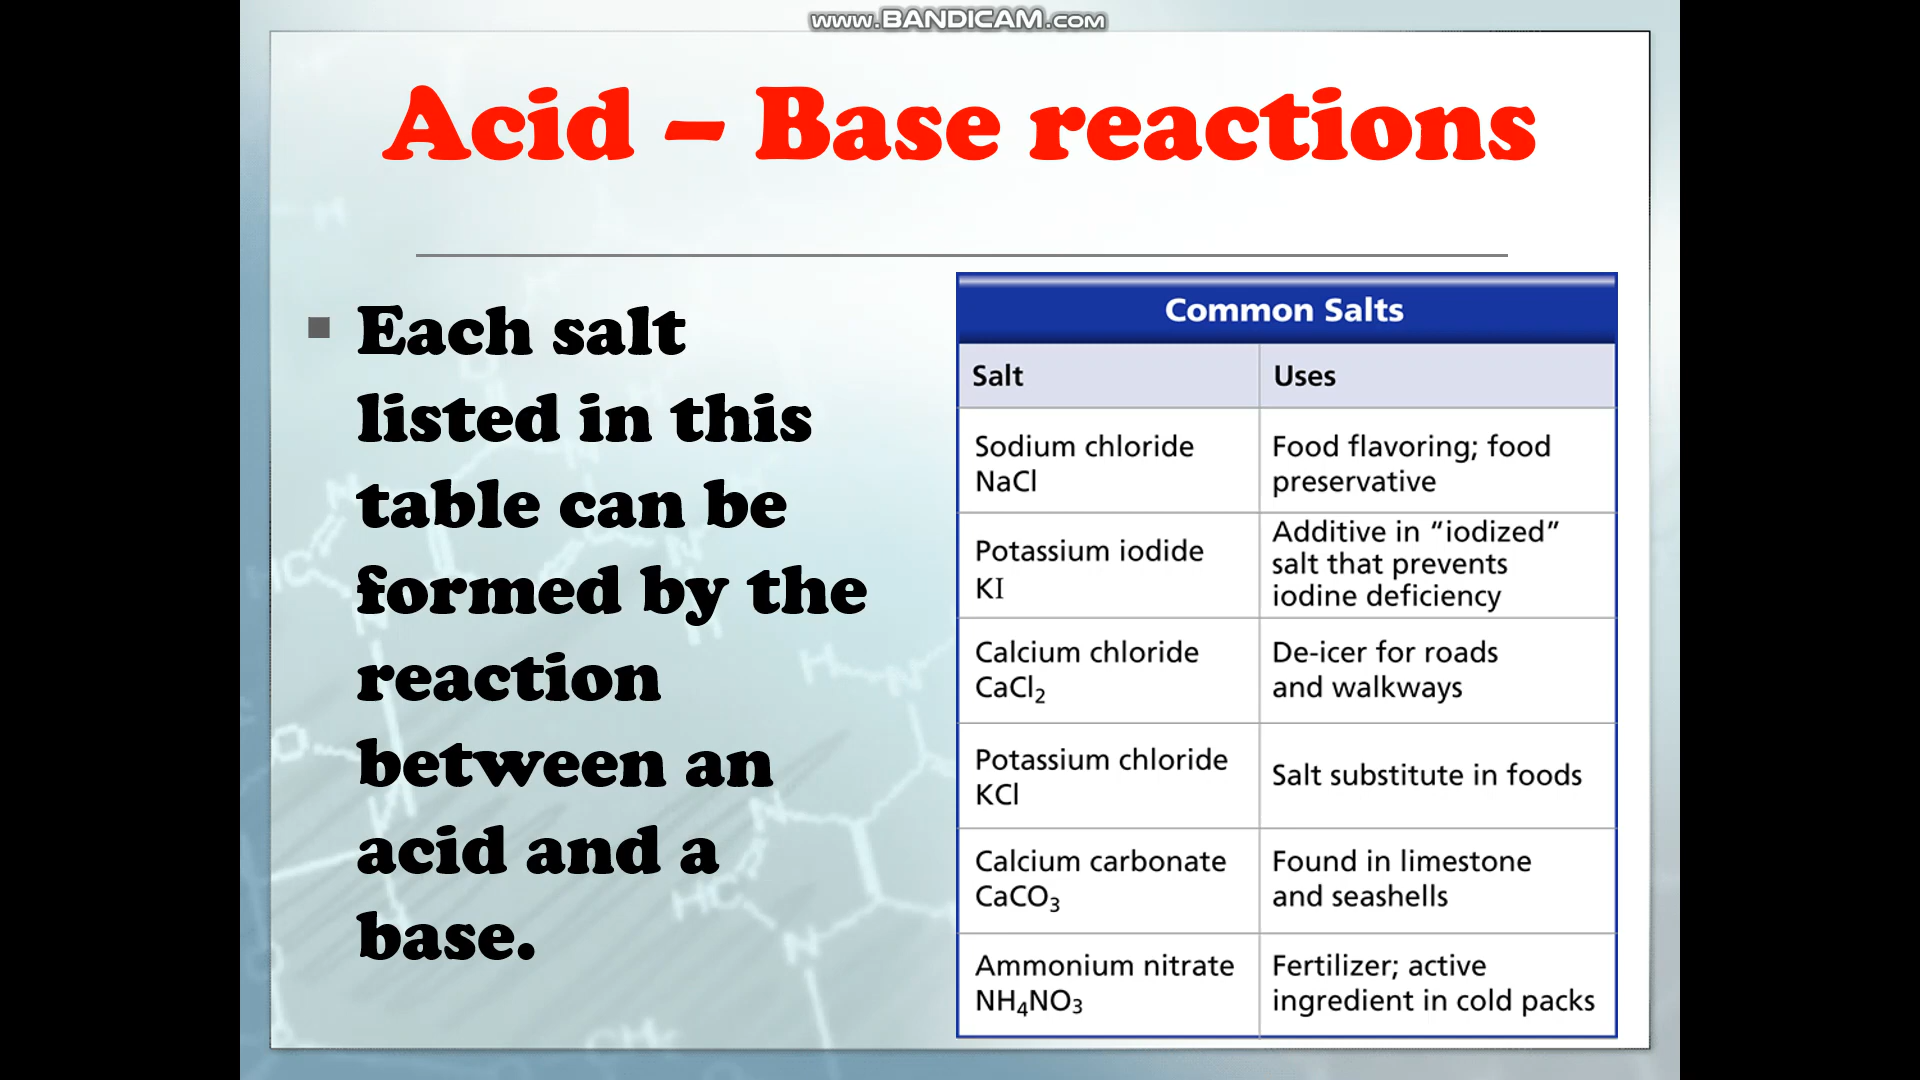 www.BANDICAM.com
Acid – Base reactions
Each salt
listed in this
table can be
formed by the
reaction
between an
acid and a
base.
Common Salts
Salt Uses
Sodium chloride
NaCl
Food flavoring; food
preservative
Potassium iodide
KI
Additive in “iodized”
salt that prevents
iodine deficiency
Calcium chloride
CaCl₂
De-icer for roads
and walkways
Potassium chloride
KCl
Salt substitute in foods
Calcium carbonate
CaCO₃
Found in limestone
and seashells
Ammonium nitrate
NH₄NO₃
Fertilizer; active
ingredient in cold packs